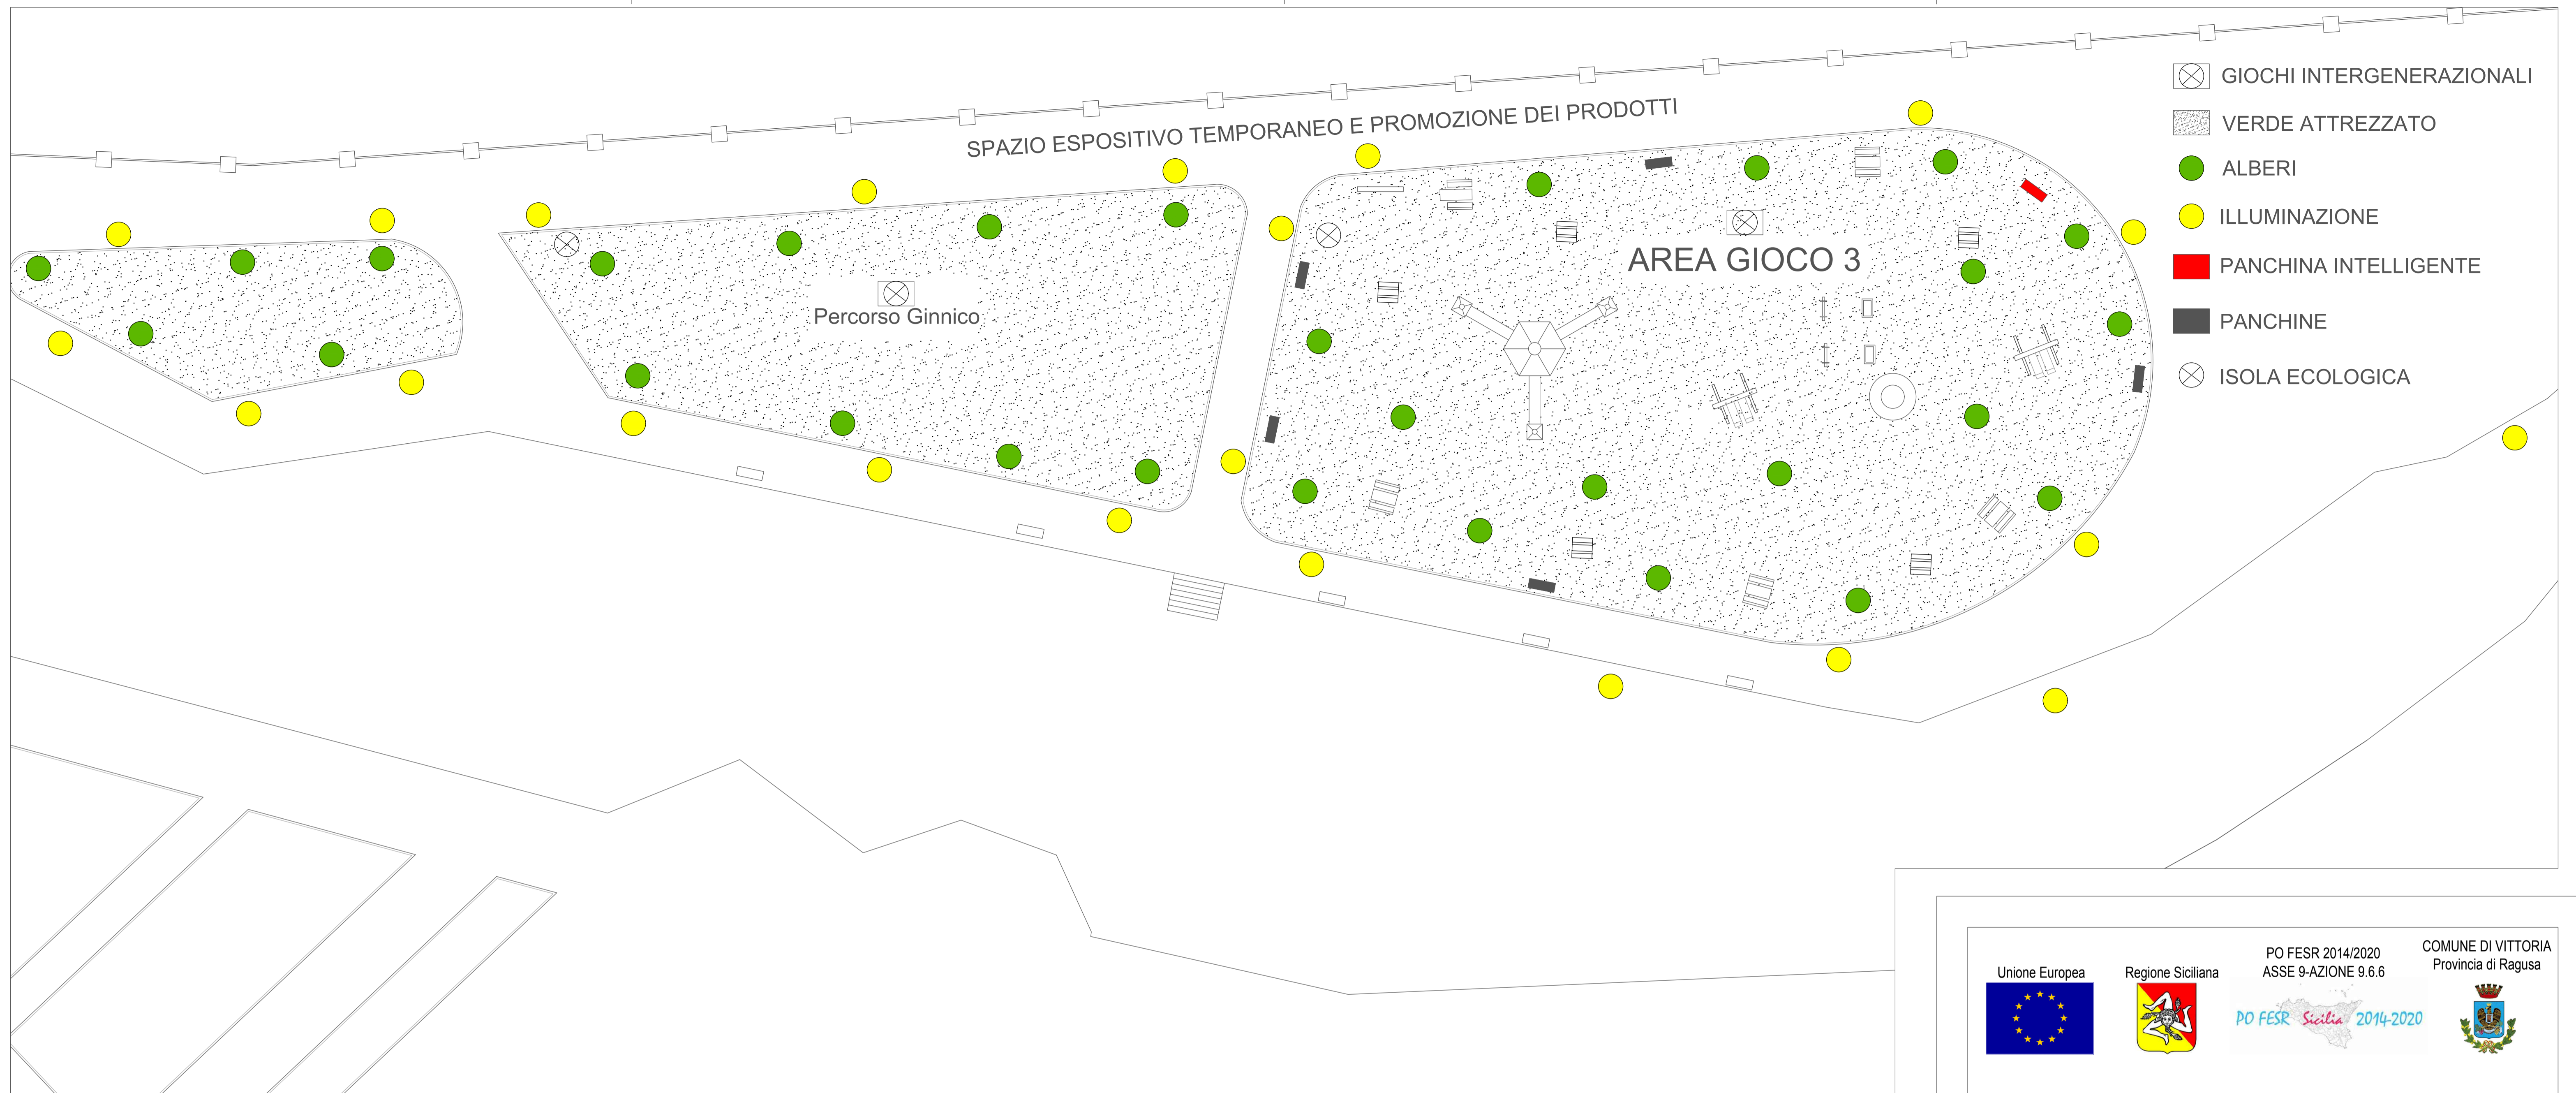 SPAZIO ESPOSITIVO TEMPORANEO E PROMOZIONE DEI PRODOTTI
Percorso Ginnico
AREA GIOCO 3
GIOCHI INTERGENERAZIONALI
VERDE ATTREZZATO
ALBERI
ILLUMINAZIONE
PANCHINA INTELLIGENTE
PANCHINE
ISOLA ECOLOGICA
Unione Europea
Regione Siciliana
PO FESR 2014/2020
ASSE 9-AZIONE 9.6.6
PO FESR Sicilia 2014-2020
COMUNE DI VITTORIA
Provincia di Ragusa